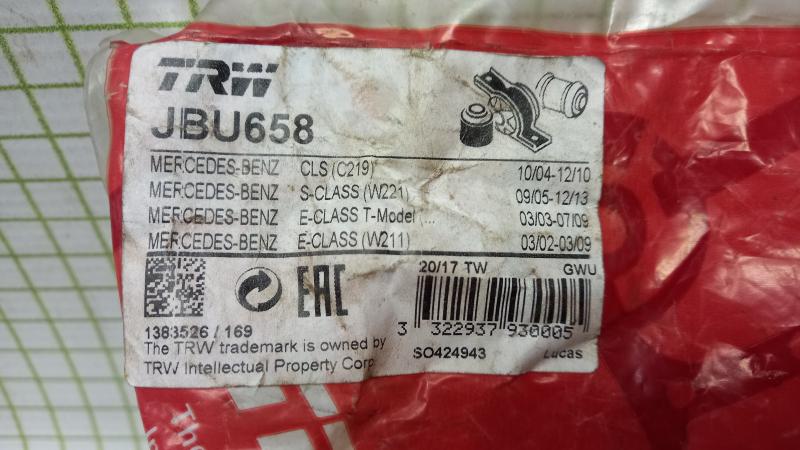 TRW
JBU658
MERCEDES-BENZ CLS (C219) 10/04-12/10
MERCEDES-BENZ S-CLASS (W221) 09/05-12/13
MERCEDES-BENZ E-CLASS T-Model (... 03/03-07/09
MERCEDES-BENZ E-CLASS (W211) 03/02-03/09
20/17 TW GWU
EAC
3 322937 930005
1383526 / 169
The TRW trademark is owned by
TRW Intellectual Property Corp
SO424943 Lucas
The